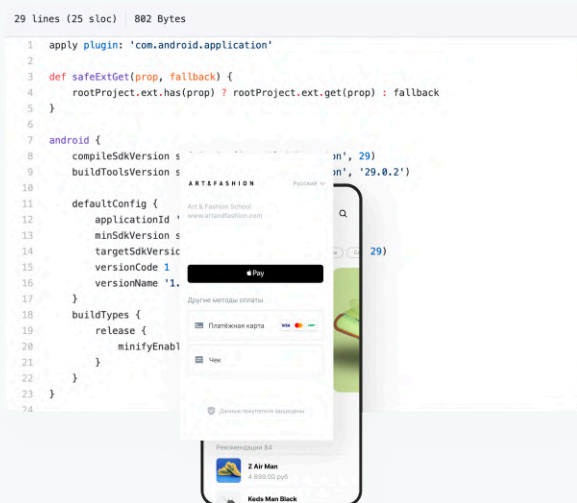 29 lines (25 sloc) 802 Bytes
1 apply plugin: 'com.android.application'
2
3 def safeExtGet(prop, fallback) {
4 rootProject.ext.has(prop) ? rootProject.ext.get(prop) : fallback
5 }
6
7 android {
8 compileSdkVersion s on', 29)
9 buildToolsVersion s on', '29.0.2')
10
11 defaultConfig {
12 applicationId '
13 minSdkVersion s
14 targetSdkVersio 29)
15 versionCode 1
16 versionName '1.
17 }
18 buildTypes {
19 release {
20 minifyEnabl
21 }
22 }
23 }
24
ART&FASHION Русский
Art & Fashion School
www.artandfashion.com
Pay
Другие методы оплаты
Платёжная карта VISA
Чек
Данные покупателя защищены
Рекомендации 84
Z Air Man
4 699.00 руб
Keds Man Black